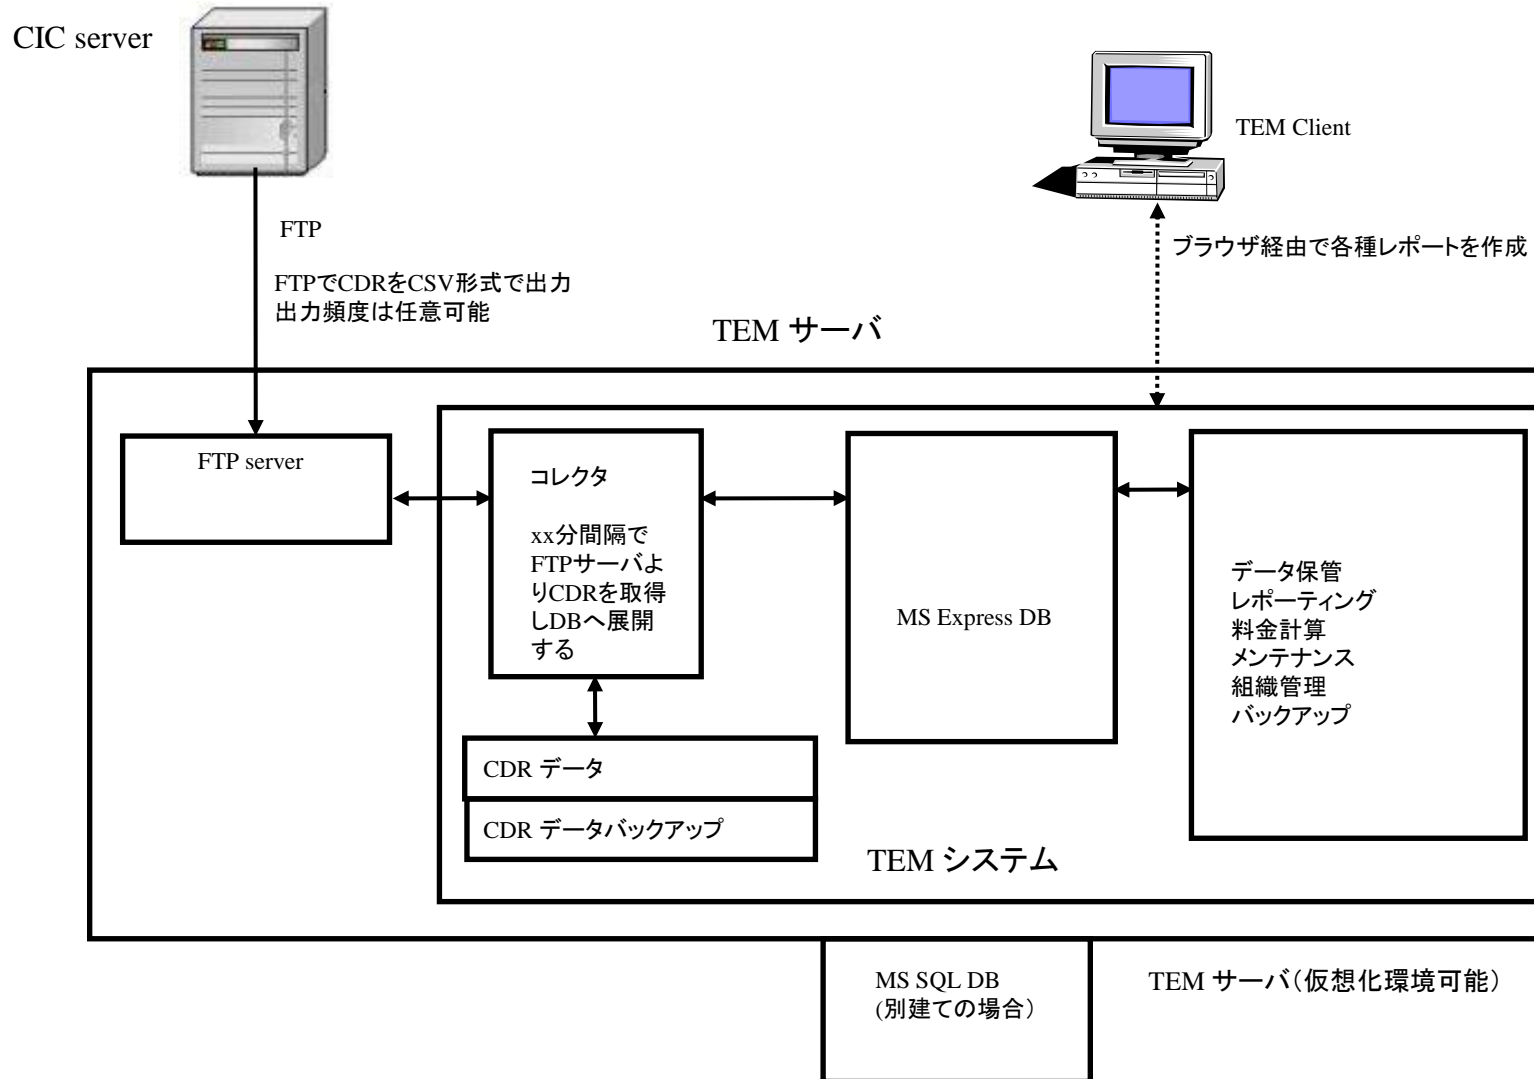 CIC server
TEM Client
FTP
ブラウザ経由で各種レポートを作成
FTPでCDRをCSV形式で出力
出力頻度は任意可能
TEM サーバ
FTP server
コレクタ
xx分間隔で
FTPサーバよ
りCDRを取得
しDBへ展開
する
MS Express DB
データ保管
レポーティング
料金計算
メンテナンス
組織管理
バックアップ
CDR データ
CDR データバックアップ
TEM システム
MS SQL DB
(別建ての場合)
TEM サーバ(仮想化環境可能)